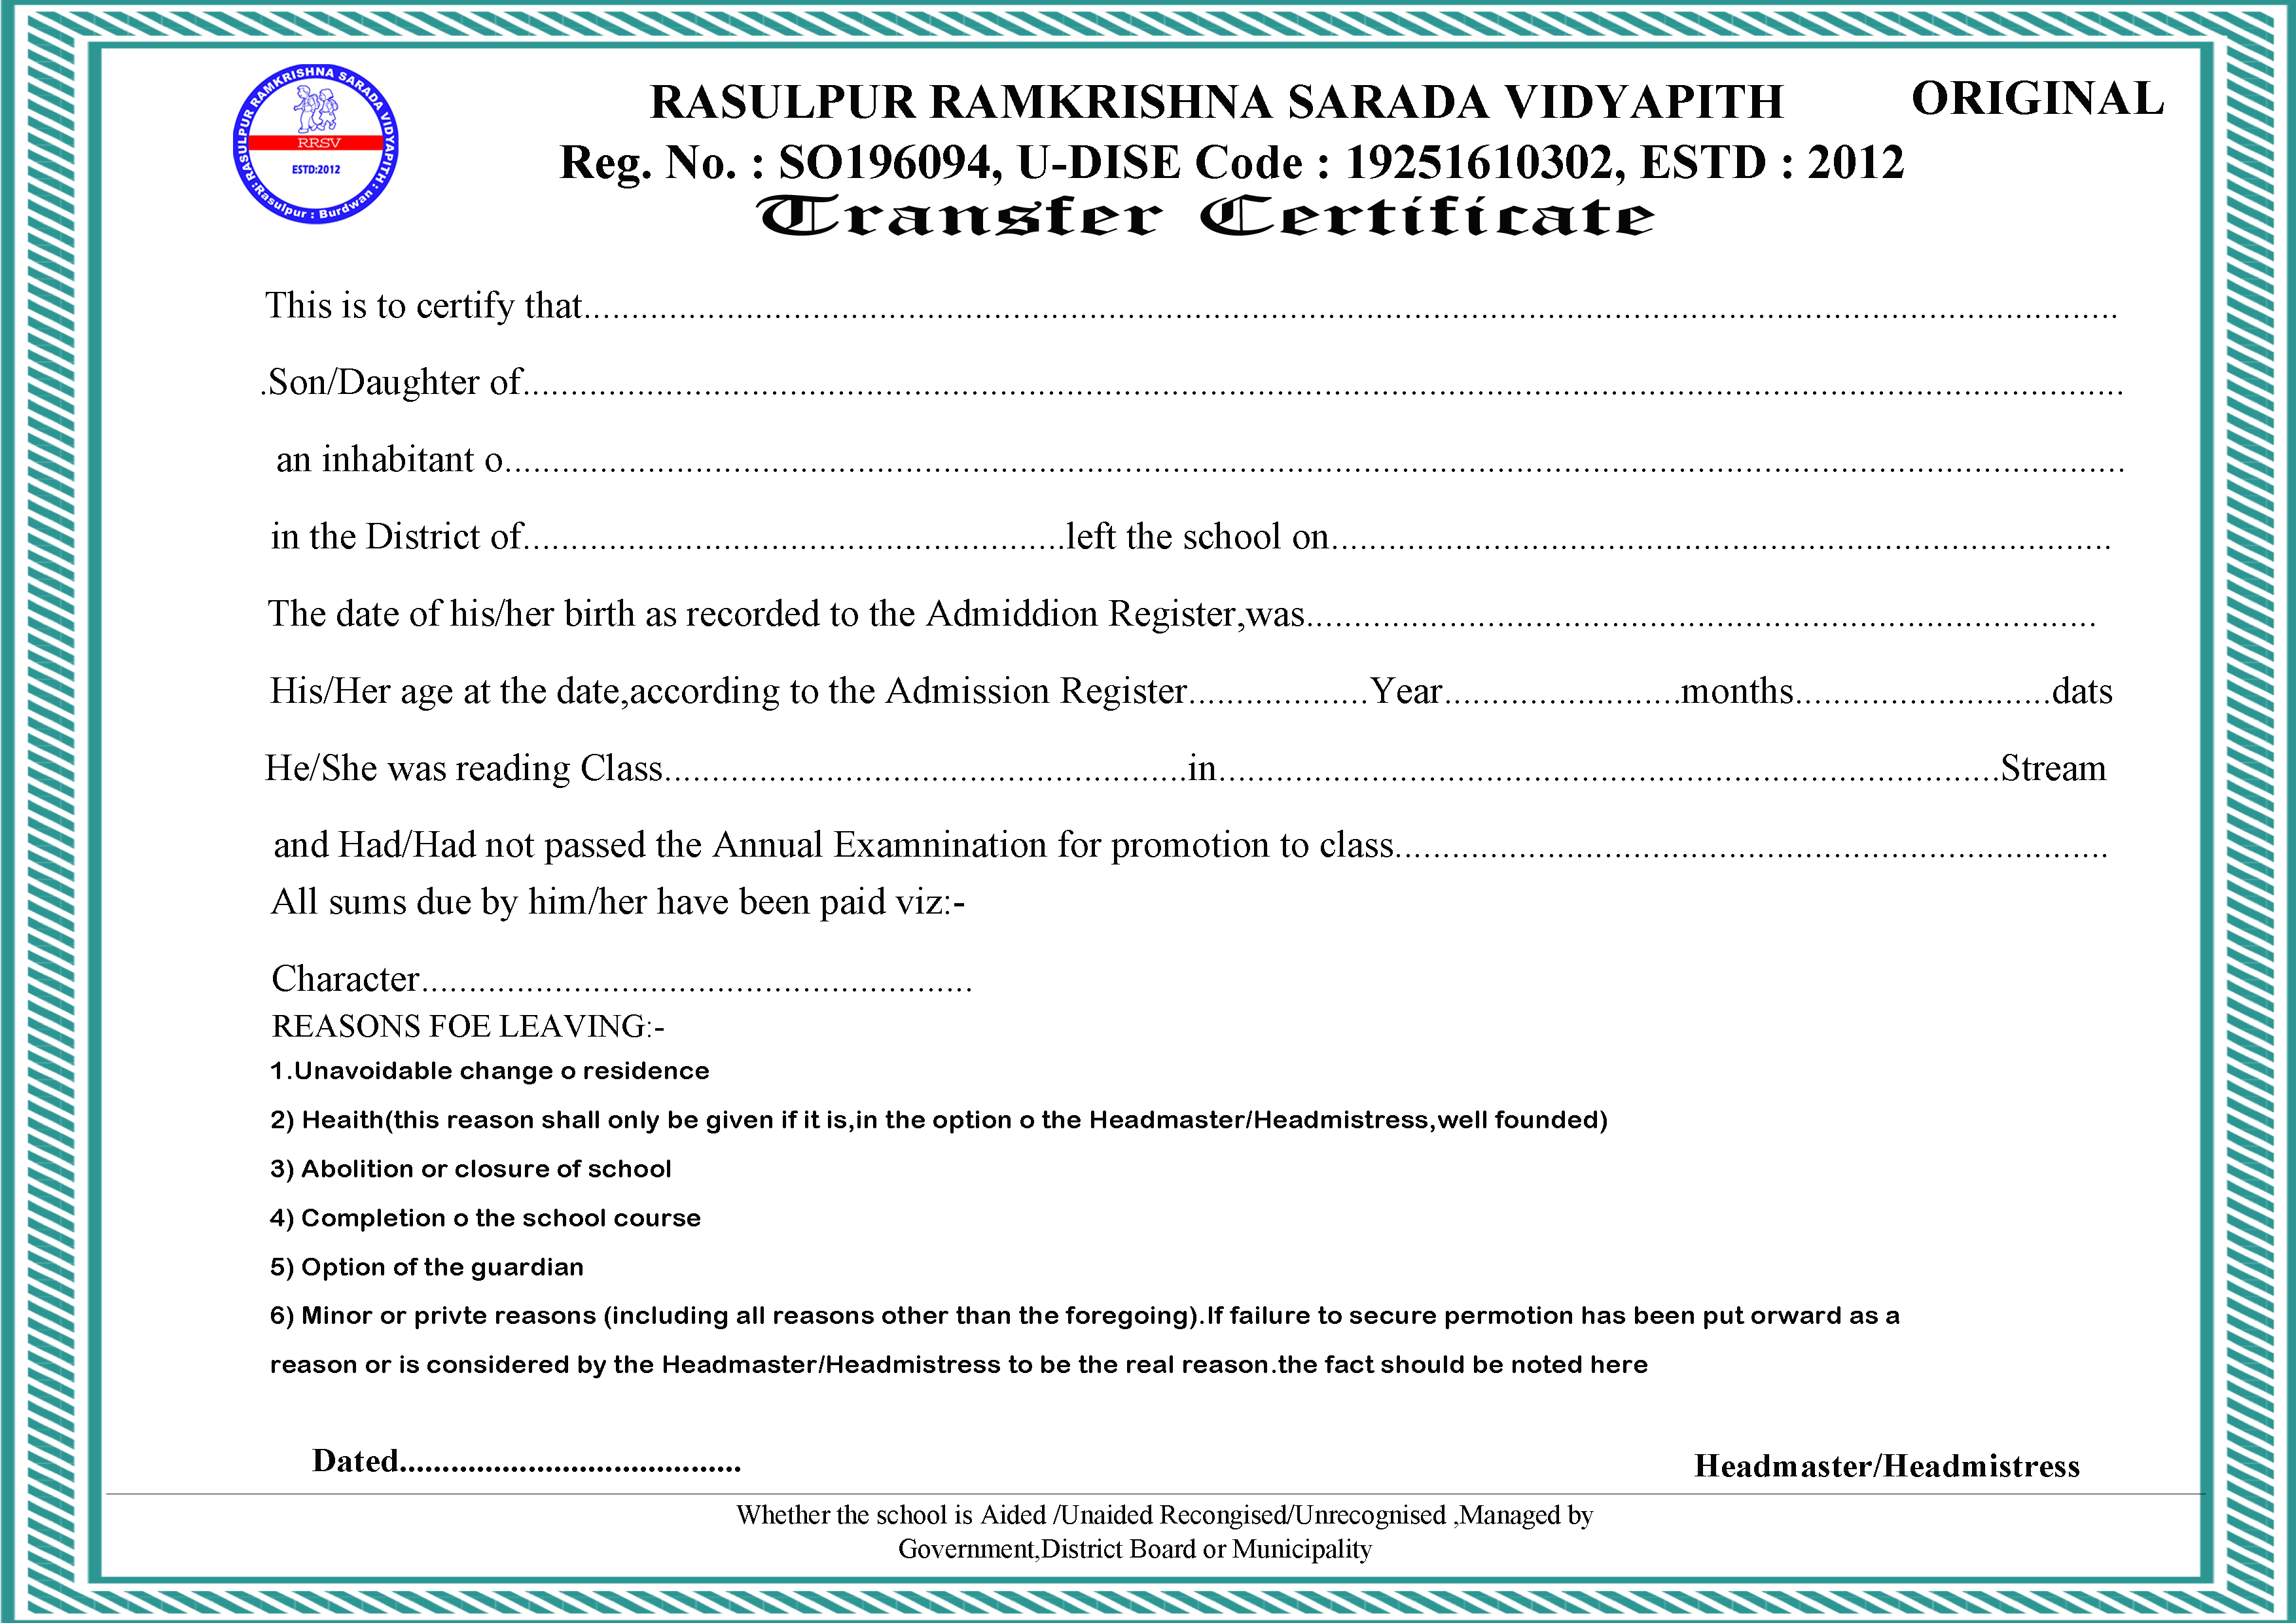 RASULPUR RAMKRISHNA SARADA VIDYAPITH
ORIGINAL
RASULPUR RAMKRISHNA SARADA VIDYAPITH :
RRSV
ESTD:2012
:Rasulpur : Burdwan :
Reg. No. : SO196094, U-DISE Code : 19251610302, ESTD : 2012
Transfer Certificate
This is to certify that................................................................................
.Son/Daughter of................................................................................
an inhabitant o................................................................................
in the District of........................................left the school on........................................
The date of his/her birth as recorded to the Admiddion Register,was........................................
His/Her age at the date,according to the Admission Register...................Year.........................months...........................dats
He/She was reading Class........................................in........................................Stream
and Had/Had not passed the Annual Examnination for promotion to class........................................
All sums due by him/her have been paid viz:-
Character........................................
REASONS FOE LEAVING:-
1.Unavoidable change o residence
2) Heaith(this reason shall only be given if it is,in the option o the Headmaster/Headmistress,well founded)
3) Abolition or closure of school
4) Completion o the school course
5) Option of the guardian
6) Minor or privte reasons (including all reasons other than the foregoing).If failure to secure permotion has been put orward as a
reason or is considered by the Headmaster/Headmistress to be the real reason.the fact should be noted here
Dated........................................
Headmaster/Headmistress
Whether the school is Aided /Unaided Recongised/Unrecognised ,Managed by
Government,District Board or Municipality